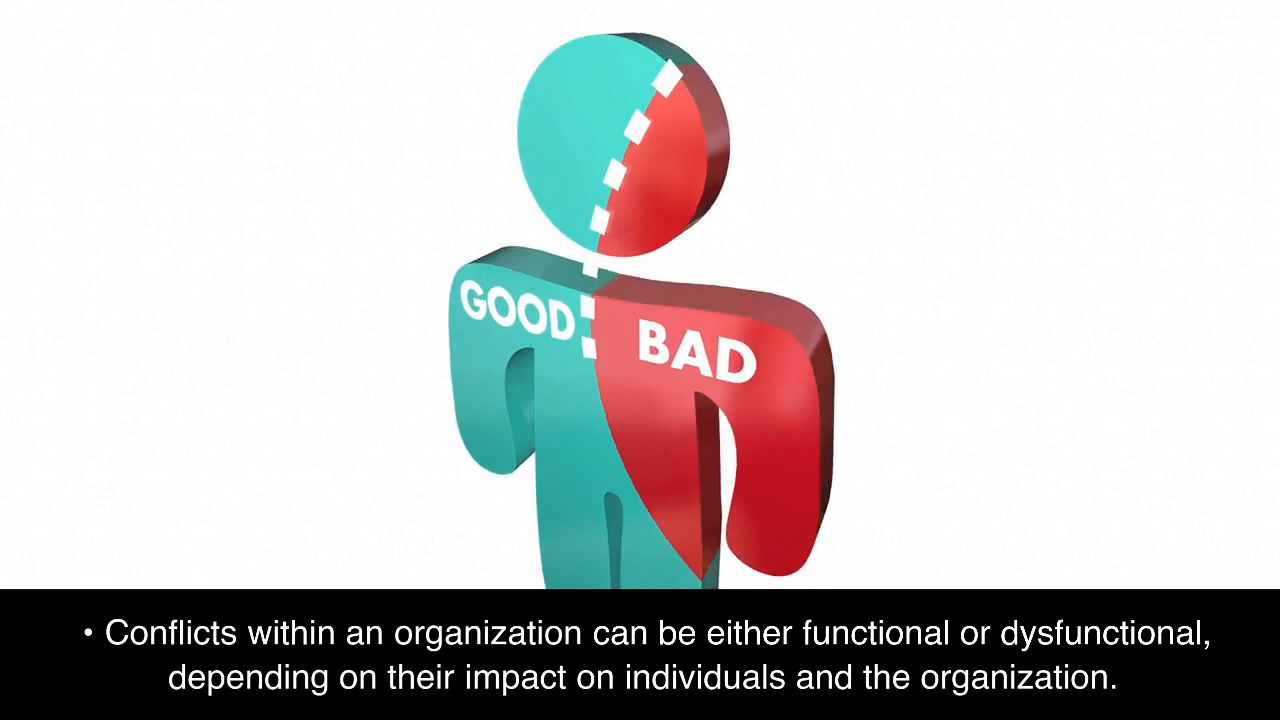 GOOD
BAD
• Conflicts within an organization can be either functional or dysfunctional,
depending on their impact on individuals and the organization.